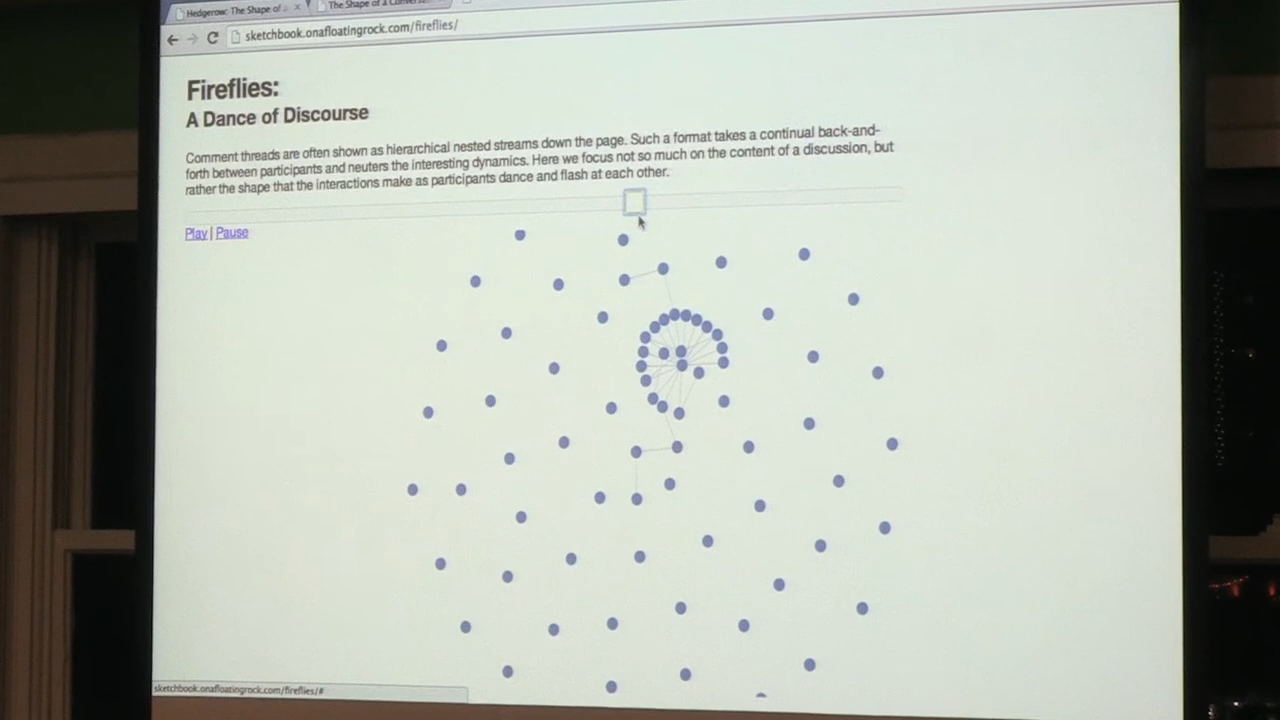 Hedgerow: The Shape of
The Shape of a Conver
sketchbook.onafloatingrock.com/fireflies/
Fireflies:
A Dance of Discourse
Comment threads are often shown as hierarchical nested streams down the page. Such a format takes a continual back-and-
forth between participants and neuters the interesting dynamics. Here we focus not so much on the content of a discussion, but
rather the shape that the interactions make as participants dance and flash at each other.
Play | Pause
sketchbook.onafloatingrock.com/fireflies/#